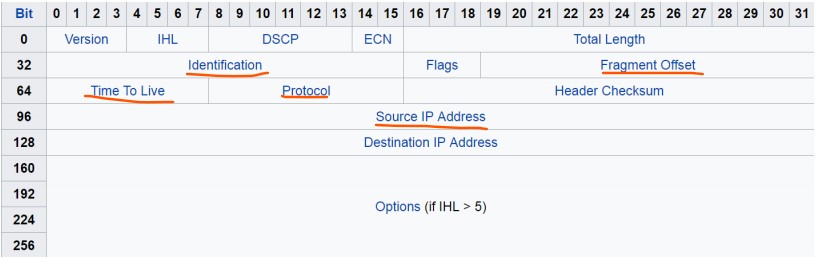 Bit 0 1 2 3 4 5 6 7 8 9 10 11 12 13 14 15 16 17 18 19 20 21 22 23 24 25 26 27 28 29 30 31
0 Version IHL DSCP ECN Total Length
32 Identification Flags Fragment Offset
64 Time To Live Protocol Header Checksum
96 Source IP Address
128 Destination IP Address
160
192
Options (if IHL > 5)
224
256